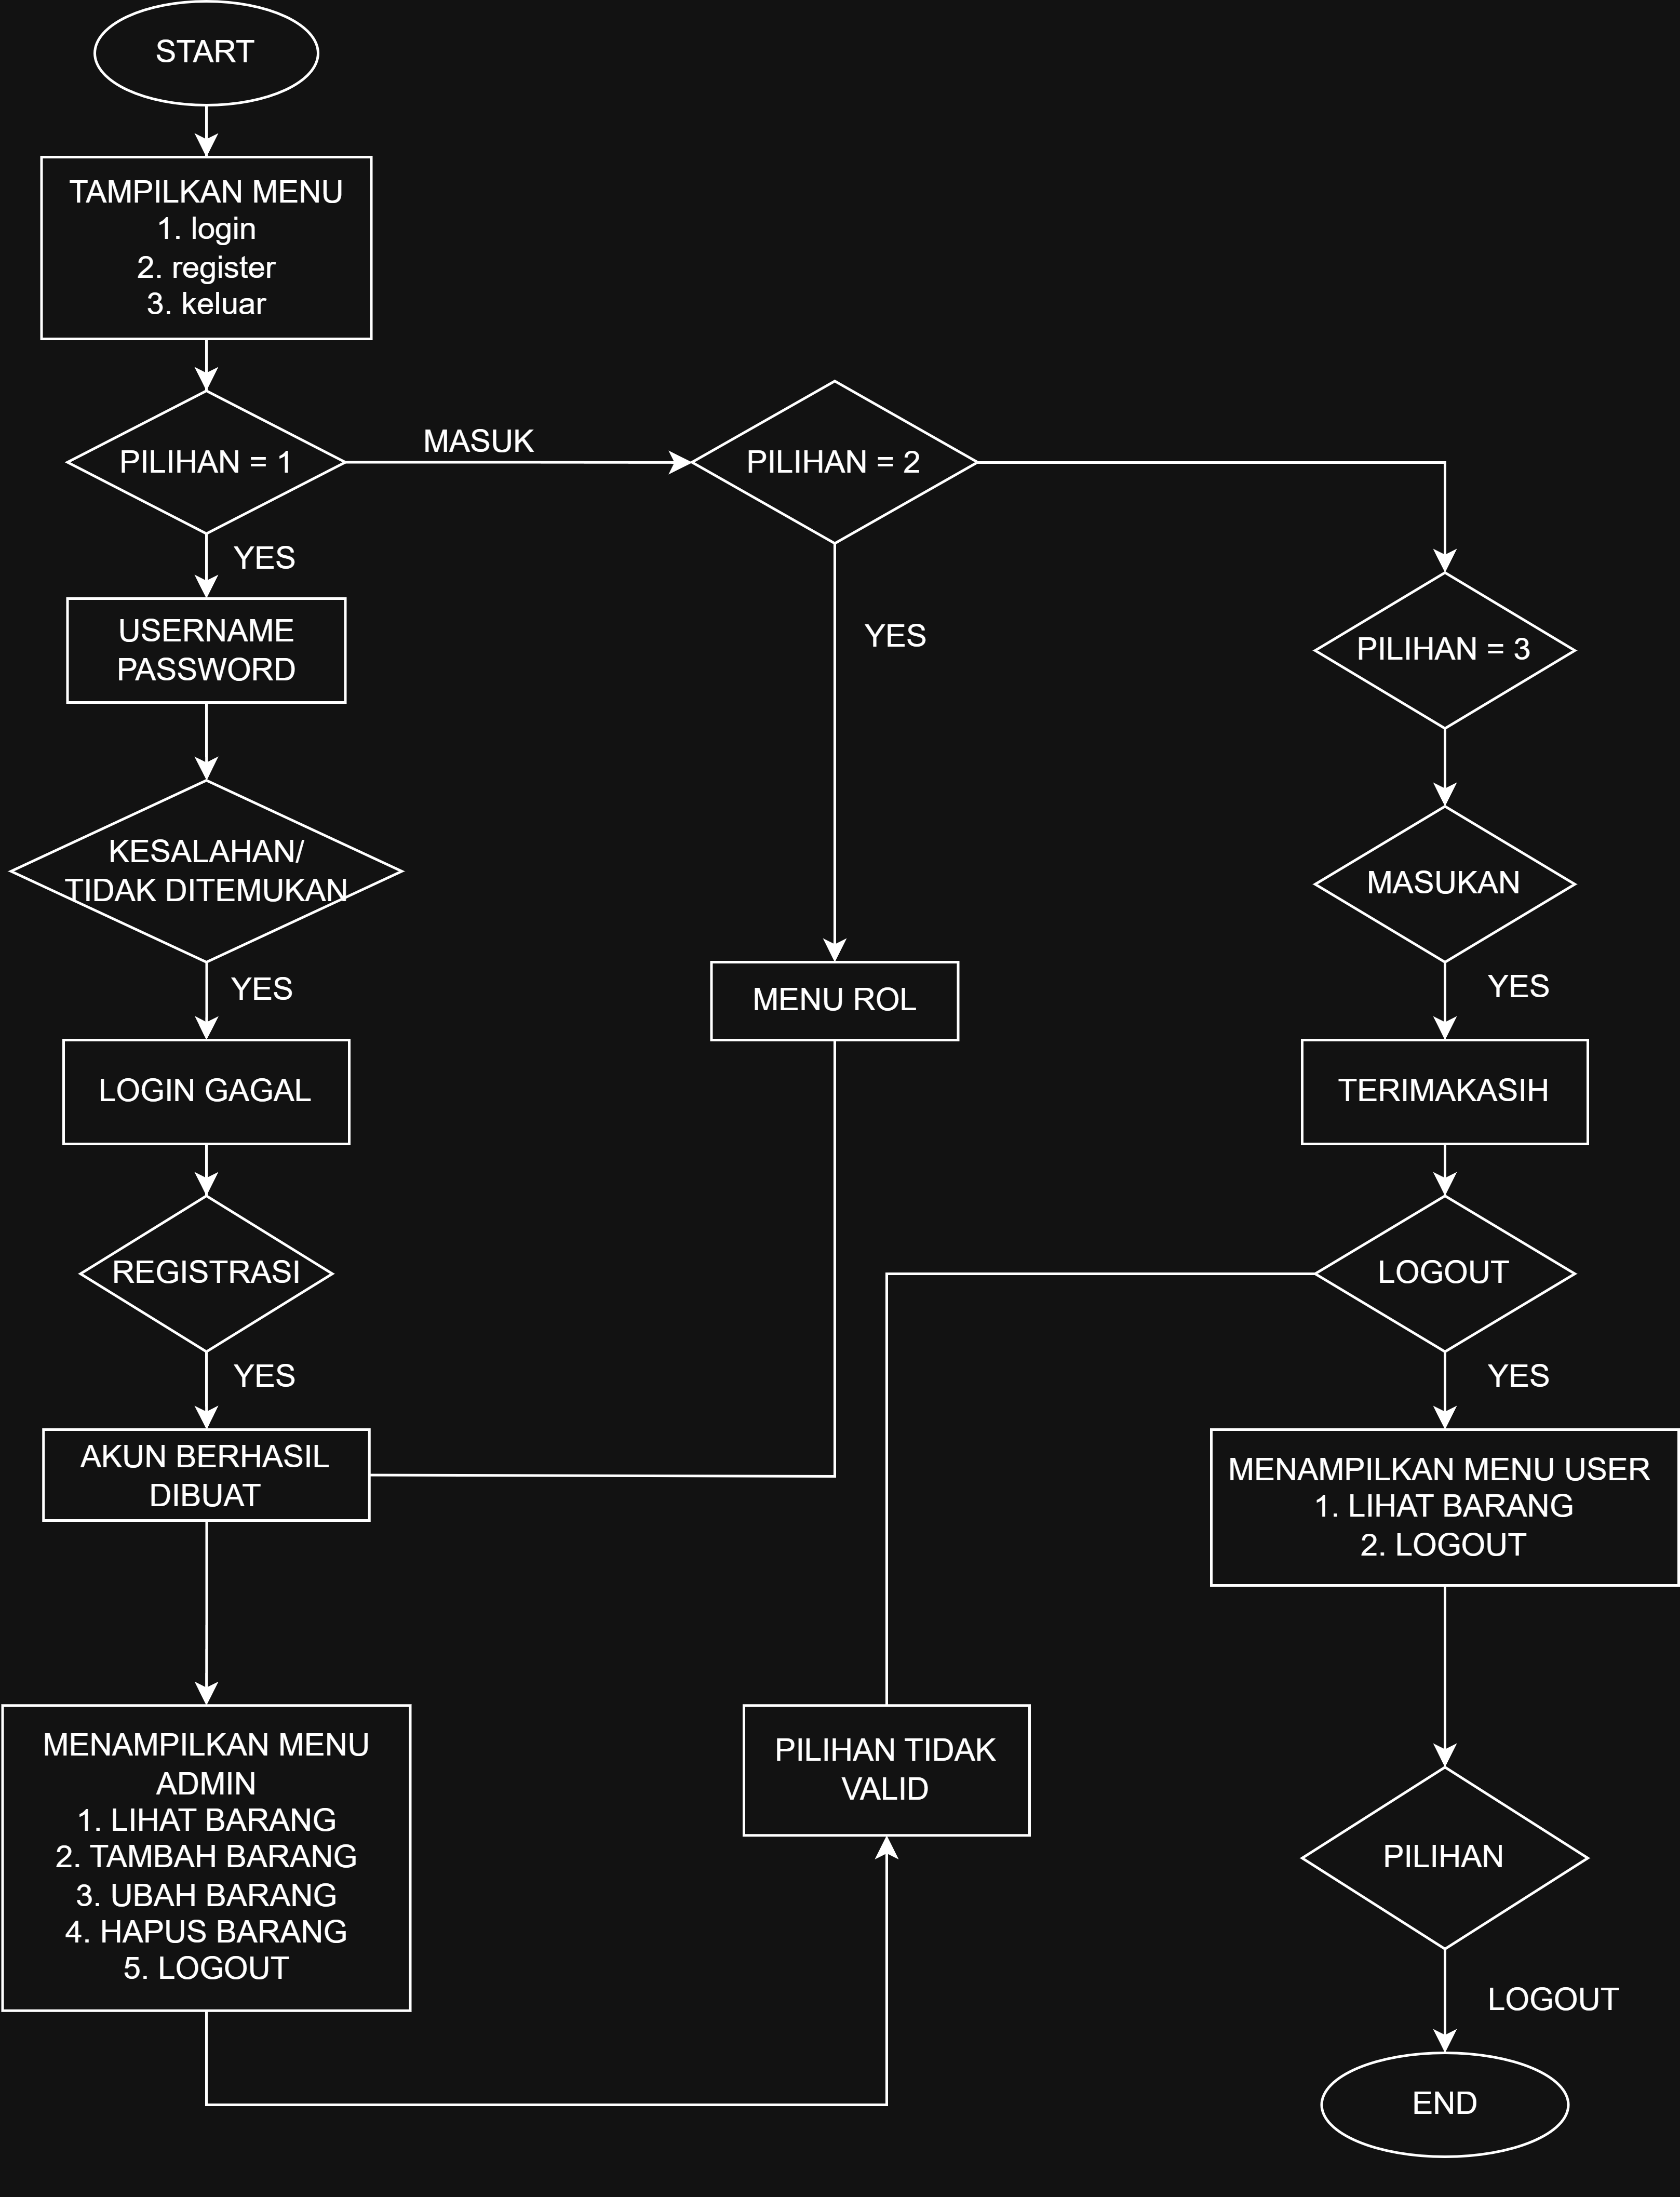 START
TAMPILKAN MENU
1. login
2. register
3. keluar
PILIHAN = 1
MASUK
PILIHAN = 2
YES
USERNAME
PASSWORD
YES
PILIHAN = 3
KESALAHAN/
TIDAK DITEMUKAN
MASUKAN
YES
MENU ROL
YES
LOGIN GAGAL
TERIMAKASIH
REGISTRASI
LOGOUT
YES
YES
AKUN BERHASIL
DIBUAT
MENAMPILKAN MENU USER
1. LIHAT BARANG
2. LOGOUT
MENAMPILKAN MENU
ADMIN
1. LIHAT BARANG
2. TAMBAH BARANG
3. UBAH BARANG
4. HAPUS BARANG
5. LOGOUT
PILIHAN TIDAK
VALID
PILIHAN
LOGOUT
END